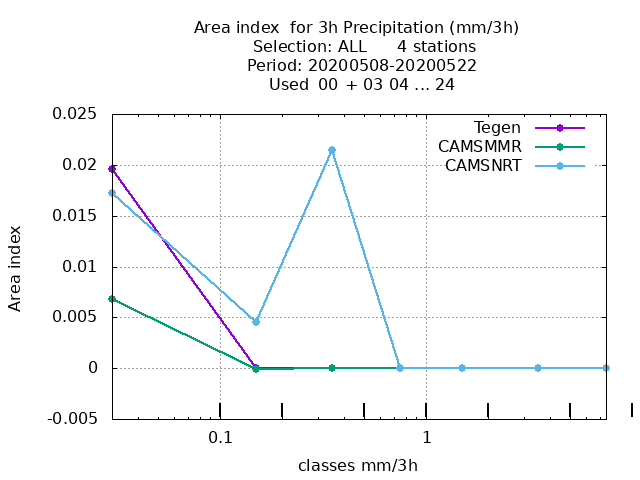 Area index  for 3h Precipitation (mm/3h)
Selection: ALL      4 stations
Period: 20200508-20200522
Used  00 + 03 04 ... 24
Tegen
CAMSMMR
CAMSNRT
0.025
0.02
0.015
0.01
0.005
0
-0.005
Area index
0.1
1
classes mm/3h